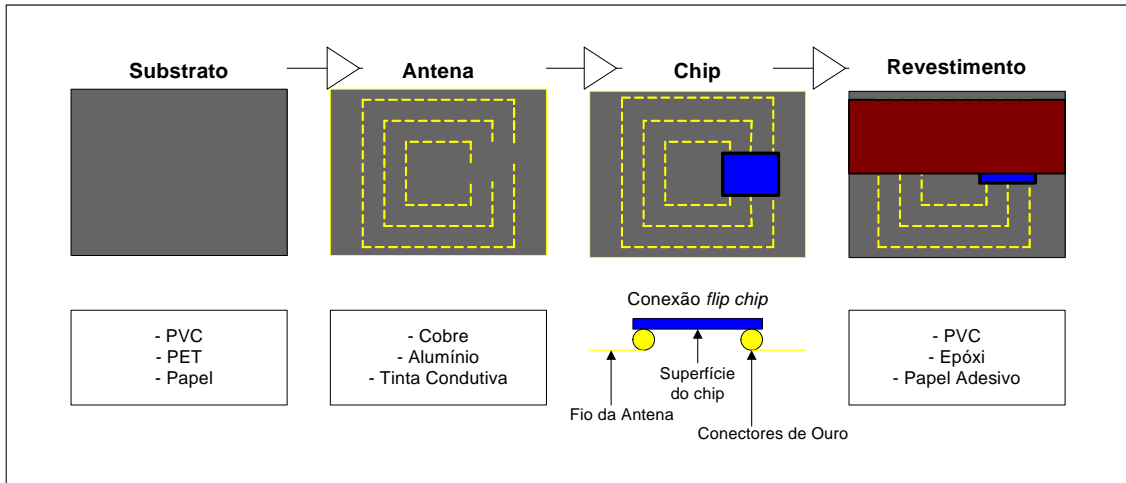 Substrato
Antena
Chip
Revestimento
- PVC
- PET
- Papel
- Cobre
- Alumínio
- Tinta Condutiva
Conexão flip chip
Superfície
do chip
Fio da Antena
Conectores de Ouro
- PVC
- Epóxi
- Papel Adesivo